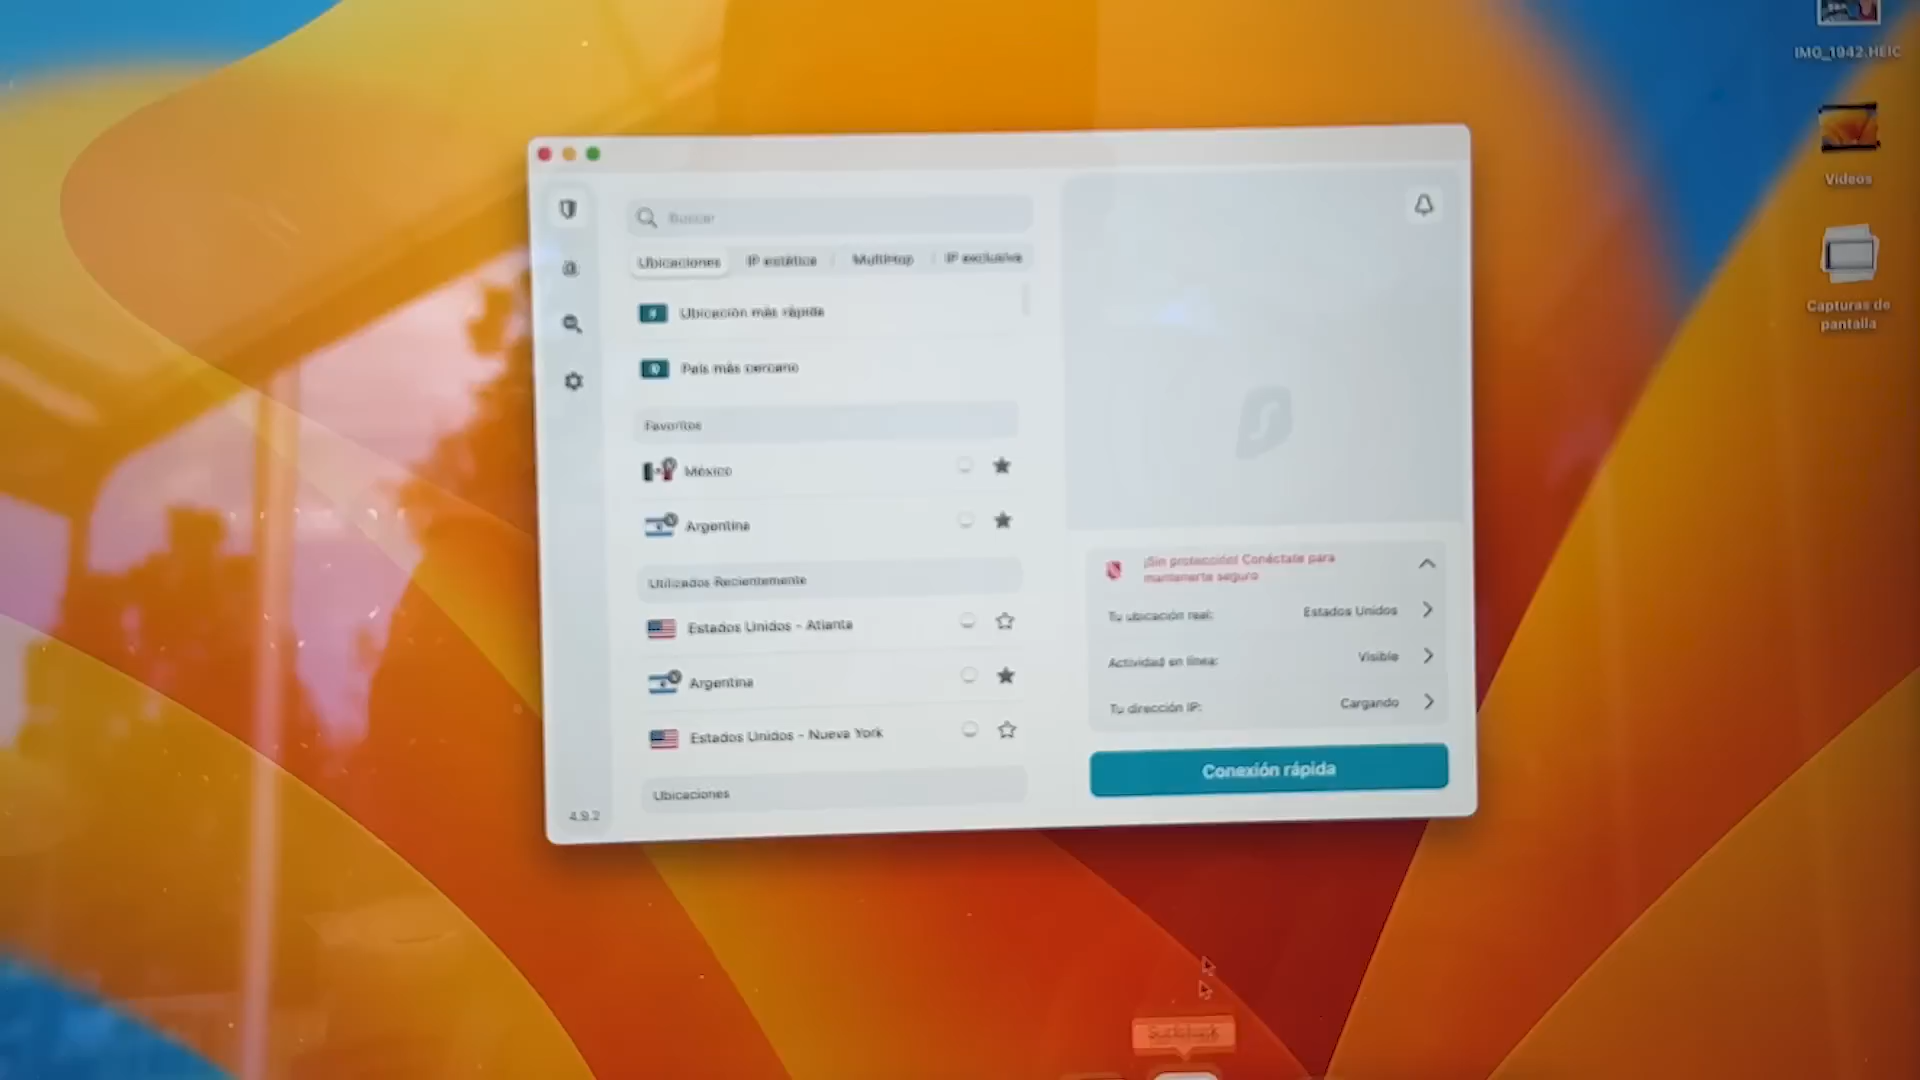 IMG_1942.HEIC
Videos
Capturas de
pantalla
Buscar
Ubicaciones
IP estática
MultiHop
IP exclusiva
Ubicación más rápida
País más cercano
Favoritos
México
Argentina
Utilizados Recientemente
Estados Unidos - Atlanta
Argentina
Estados Unidos - Nueva York
Ubicaciones
4.9.2
¡Sin protección! Conéctate para
mantenerte seguro
Tu ubicación real:
Estados Unidos
Actividad en línea:
Visible
Tu dirección IP:
Cargando
Conexión rápida
Surfshark